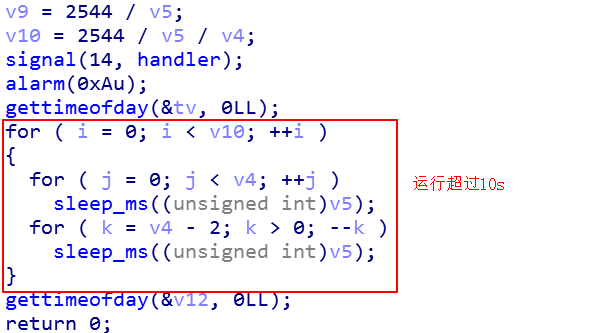 v9 = 2544 / v5;
v10 = 2544 / v5 / v4;
signal(14, handler);
alarm(0xAu);
gettimeofday(&tv, 0LL);
for ( i = 0; i < v10; ++i )
{
for ( j = 0; j < v4; ++j )
sleep_ms((unsigned int)v5);
for ( k = v4 - 2; k > 0; --k )
sleep_ms((unsigned int)v5);
}
运行超过10s
gettimeofday(&v12, 0LL);
return 0;